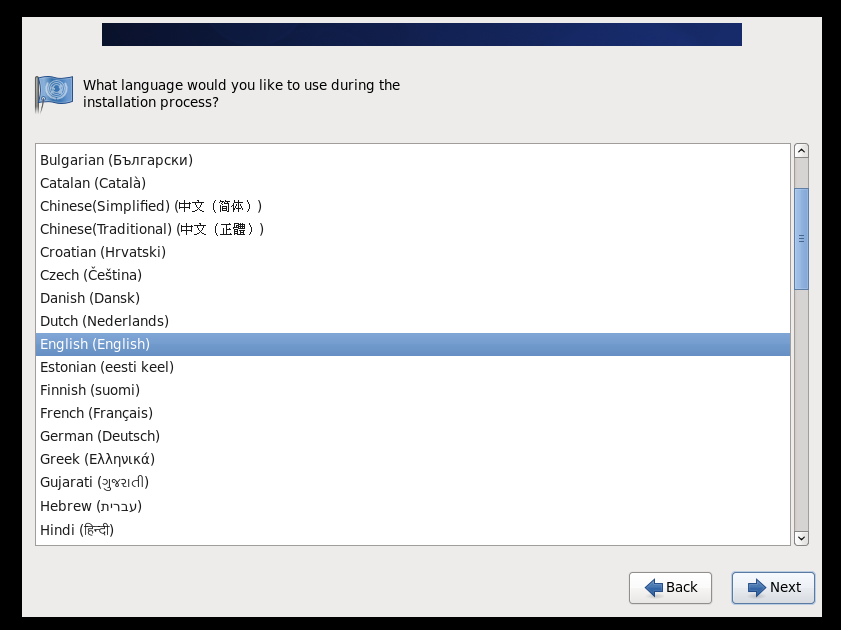 What language would you like to use during the
installation process?
Bulgarian (Български)
Catalan (Català)
Chinese(Simplified) (中文（简体）)
Chinese(Traditional) (中文（正體）)
Croatian (Hrvatski)
Czech (Čeština)
Danish (Dansk)
Dutch (Nederlands)
English (English)
Estonian (eesti keel)
Finnish (suomi)
French (Français)
German (Deutsch)
Greek (Ελληνικά)
Gujarati (ગુજરાતી)
Hebrew (עברית)
Hindi (हिन्दी)
Back
Next